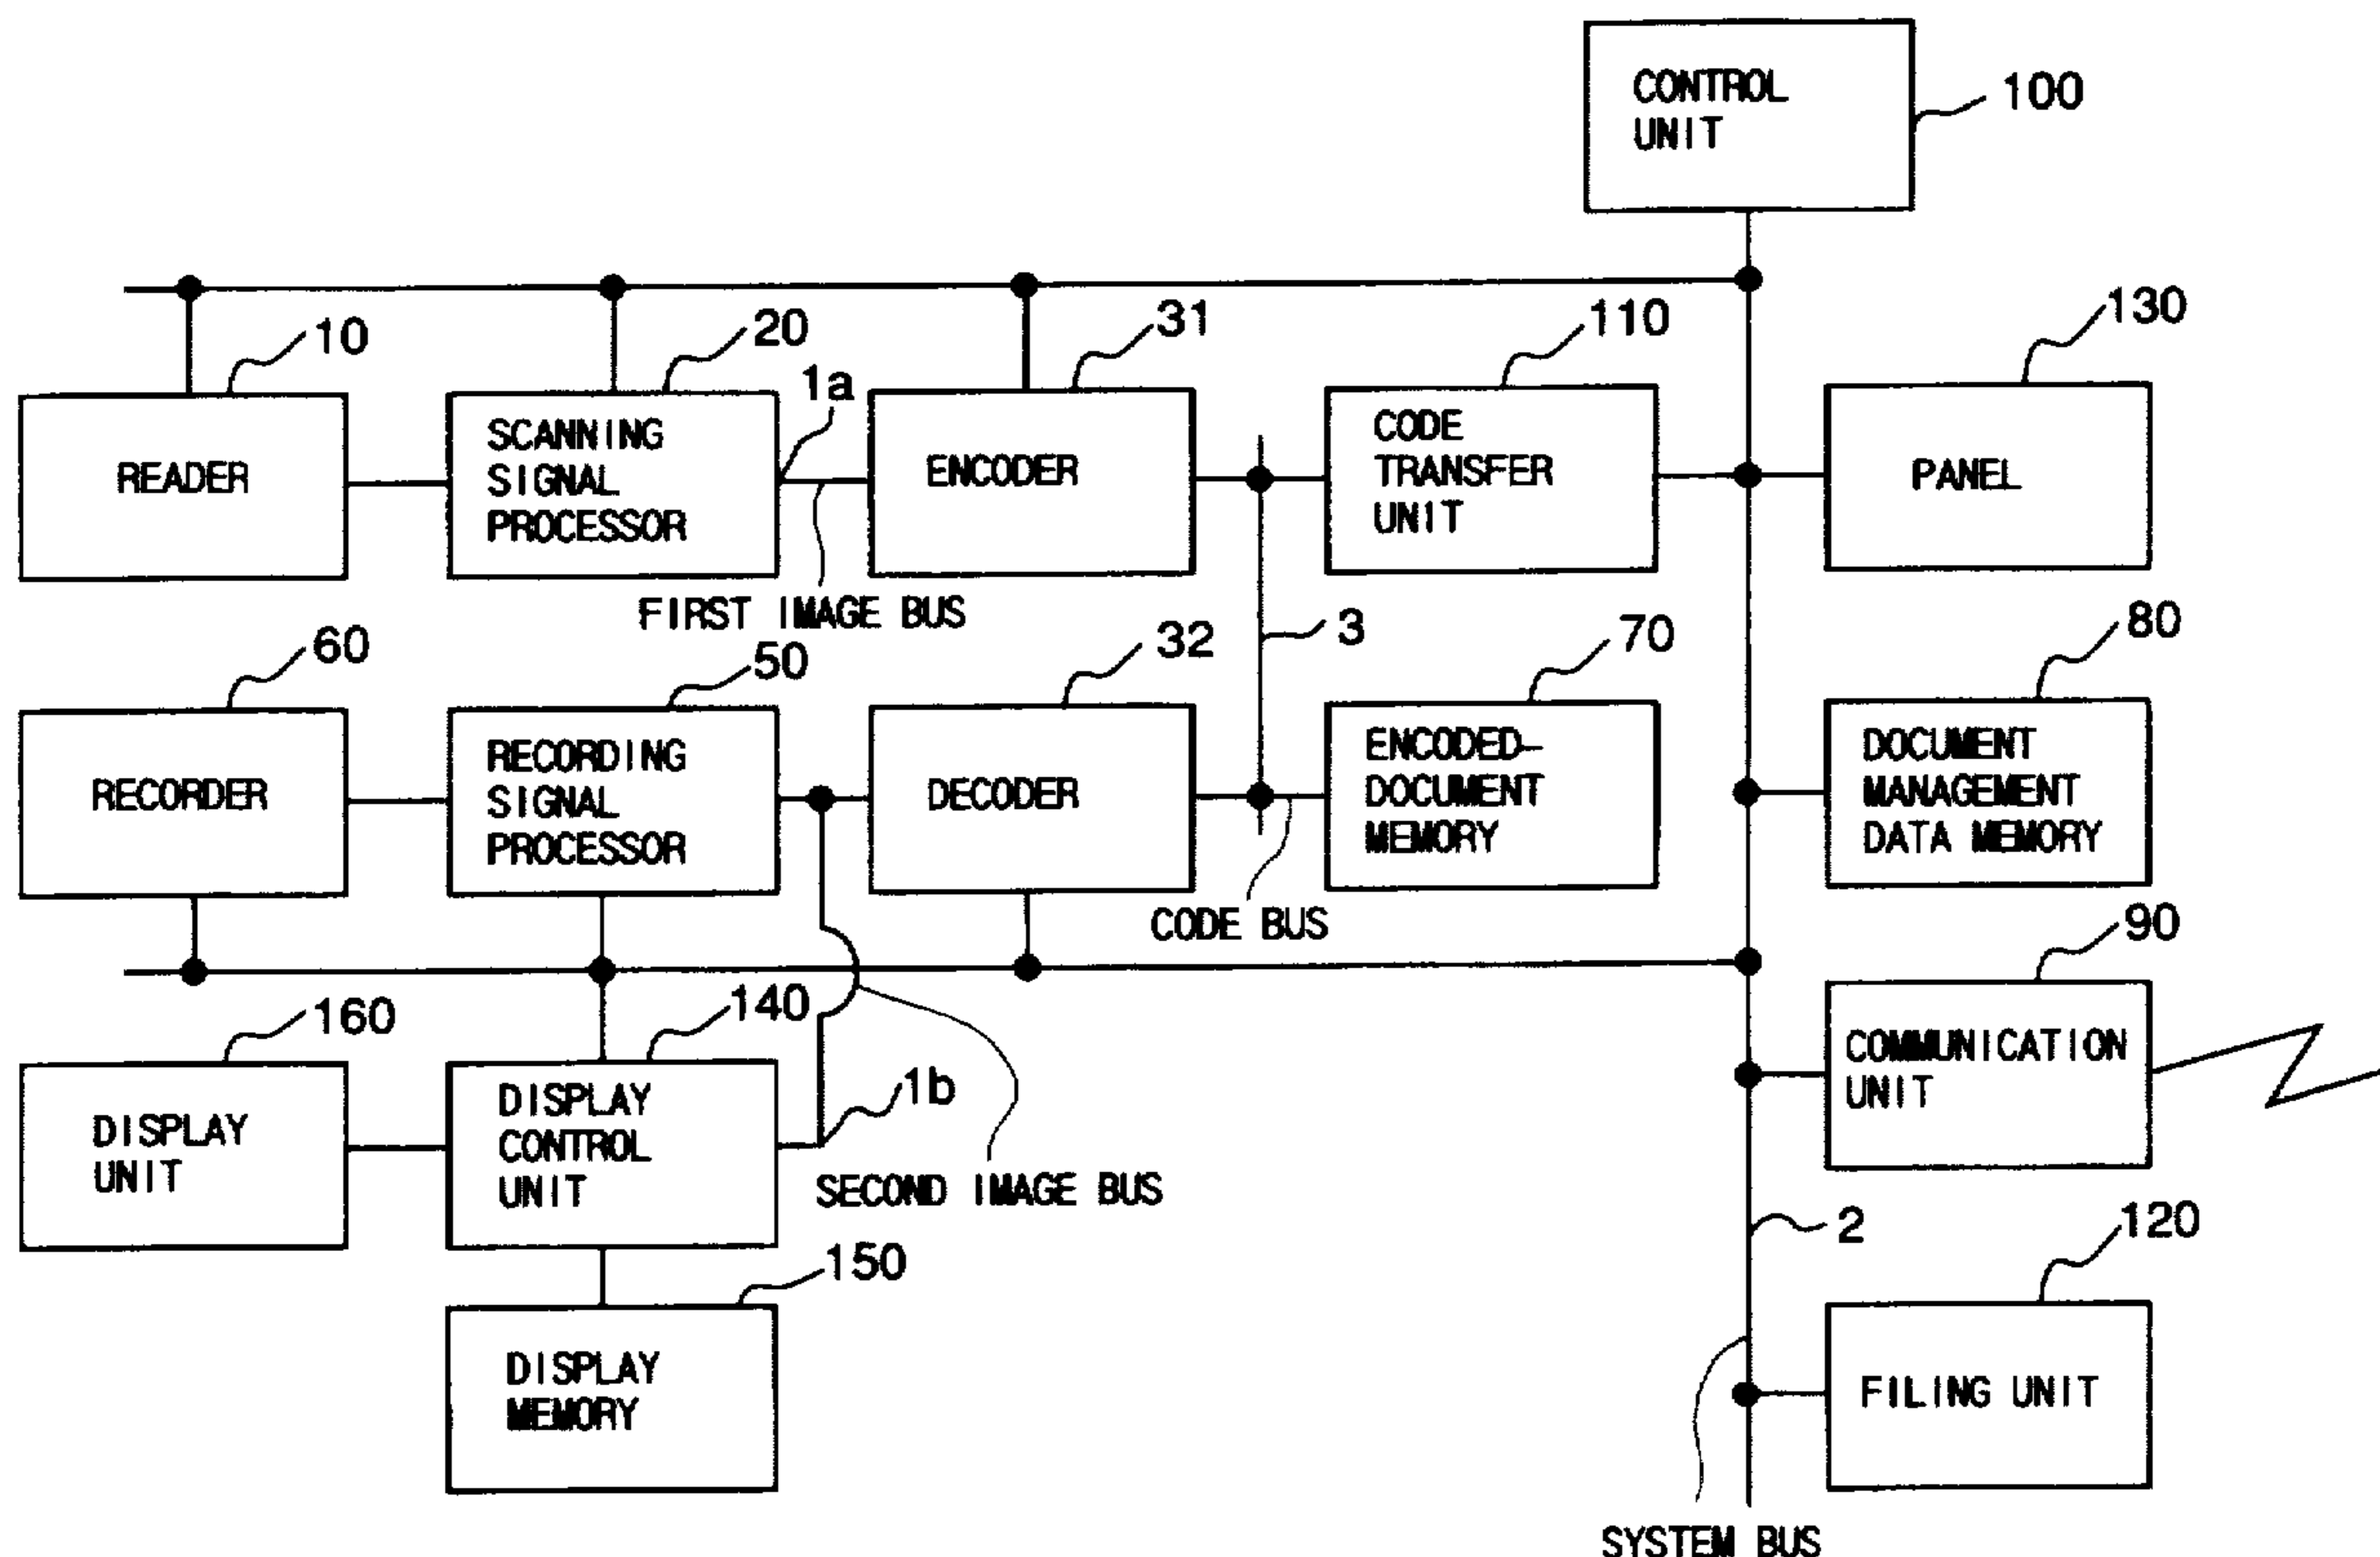 CONTROL
UNIT
100
10
20
1a
31
110
130
READER
SCANNING
SIGNAL
PROCESSOR
ENCODER
CODE
TRANSFER
UNIT
PANEL
FIRST IMAGE BUS
60
50
32
3
70
80
RECORDER
RECORDING
SIGNAL
PROCESSOR
DECODER
ENCODED-
DOCUMENT
MEMORY
DOCUMENT
MANAGEMENT
DATA MEMORY
CODE BUS
90
160
140
1b
COMMUNICATION
UNIT
DISPLAY
UNIT
DISPLAY
CONTROL
UNIT
SECOND IMAGE BUS
2
120
150
DISPLAY
MEMORY
FILING UNIT
SYSTEM BUS